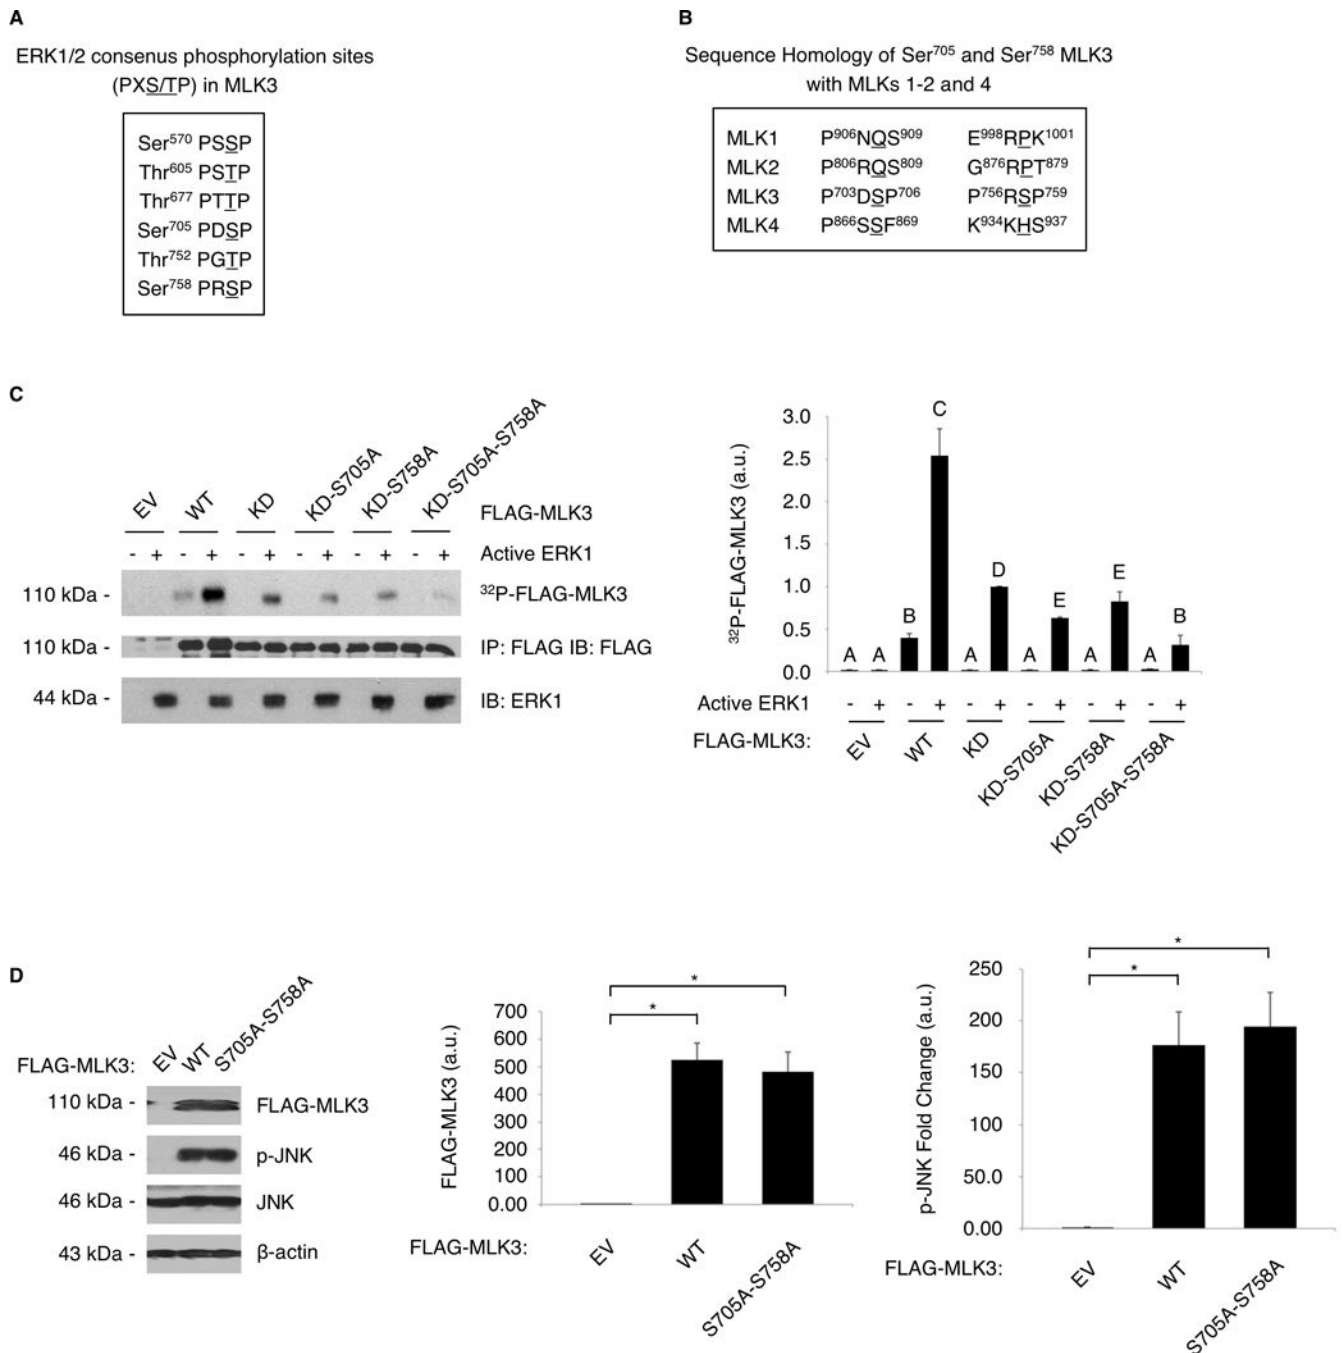 A
ERK1/2 consenus phosphorylation sites
(PXS/TP) in MLK3
Ser570 PSSP
Thr605 PSTP
Thr677 PTTP
Ser705 PDSP
Thr752 PGTP
Ser758 PRSP
B
Sequence Homology of Ser705 and Ser758 MLK3
with MLKs 1-2 and 4
MLK1 P906NQS909 E998RPK1001
MLK2 P806RQS809 G876RPT879
MLK3 P703DSP706 P756RSP759
MLK4 P866SSF869 K934KHS937
C
EV WT KD KD-S705A KD-S758A KD-S705A-S758A
FLAG-MLK3
- + - + - + - + - + - + Active ERK1
110 kDa - 32P-FLAG-MLK3
110 kDa - IP: FLAG IB: FLAG
44 kDa - IB: ERK1
32P-FLAG-MLK3 (a.u.)
3.0
2.5
2.0
1.5
1.0
0.5
0.0
A A B C A D A E A E A B
Active ERK1 - + - + - + - + - + - +
FLAG-MLK3:
EV WT KD KD-S705A KD-S758A KD-S705A-S758A
D
FLAG-MLK3: EV WT S705A-S758A
110 kDa - FLAG-MLK3
46 kDa - p-JNK
46 kDa - JNK
43 kDa - β-actin
FLAG-MLK3 (a.u.)
700
600
500
400
300
200
100
0.00
*
*
FLAG-MLK3:
EV WT S705A-S758A
p-JNK Fold Change (a.u.)
250
200
150
100
50.0
0.00
*
*
FLAG-MLK3:
EV WT S705A-S758A